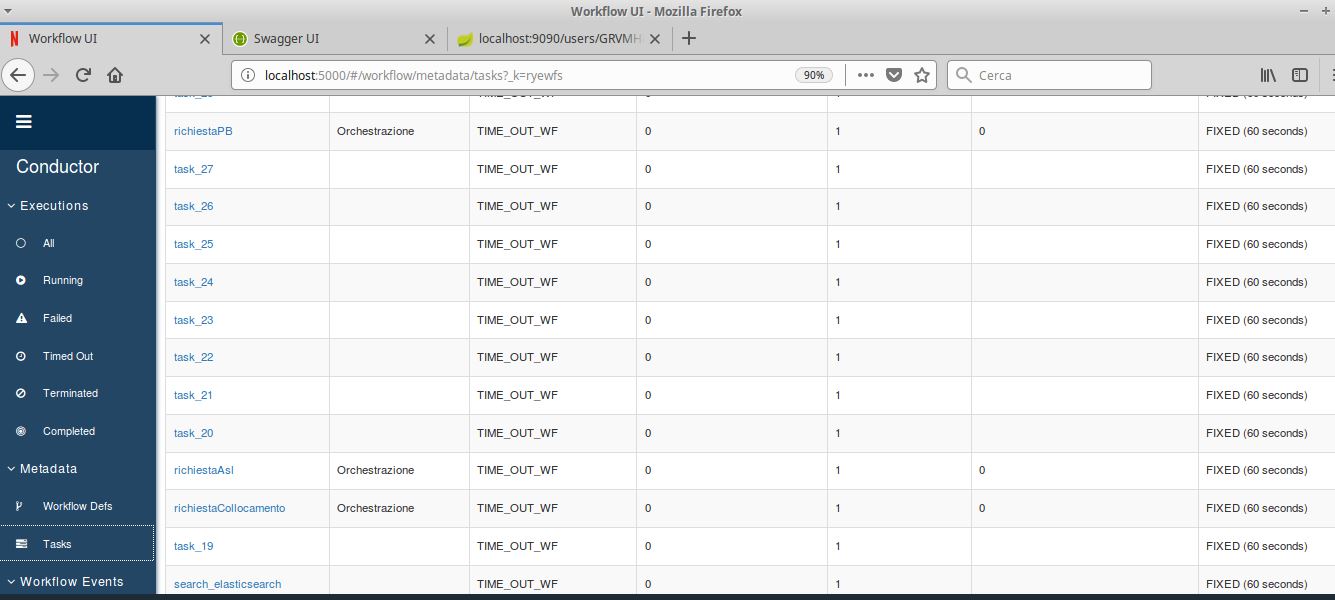 Workflow UI - Mozilla Firefox
Workflow UI
Swagger UI
localhost:9090/users/GRVMH
localhost:5000/#/workflow/metadata/tasks?_k=ryewfs
90%
Cerca
Conductor
Executions
All
Running
Failed
Timed Out
Terminated
Completed
Metadata
Workflow Defs
Tasks
Workflow Events
richiestaPB Orchestrazione TIME_OUT_WF 0 1 0 FIXED (60 seconds)
task_27 TIME_OUT_WF 0 1 FIXED (60 seconds)
task_26 TIME_OUT_WF 0 1 FIXED (60 seconds)
task_25 TIME_OUT_WF 0 1 FIXED (60 seconds)
task_24 TIME_OUT_WF 0 1 FIXED (60 seconds)
task_23 TIME_OUT_WF 0 1 FIXED (60 seconds)
task_22 TIME_OUT_WF 0 1 FIXED (60 seconds)
task_21 TIME_OUT_WF 0 1 FIXED (60 seconds)
task_20 TIME_OUT_WF 0 1 FIXED (60 seconds)
richiestaAsl Orchestrazione TIME_OUT_WF 0 1 0 FIXED (60 seconds)
richiestaCollocamento Orchestrazione TIME_OUT_WF 0 1 0 FIXED (60 seconds)
task_19 TIME_OUT_WF 0 1 FIXED (60 seconds)
search_elasticsearch TIME_OUT_WF 0 1 FIXED (60 seconds)